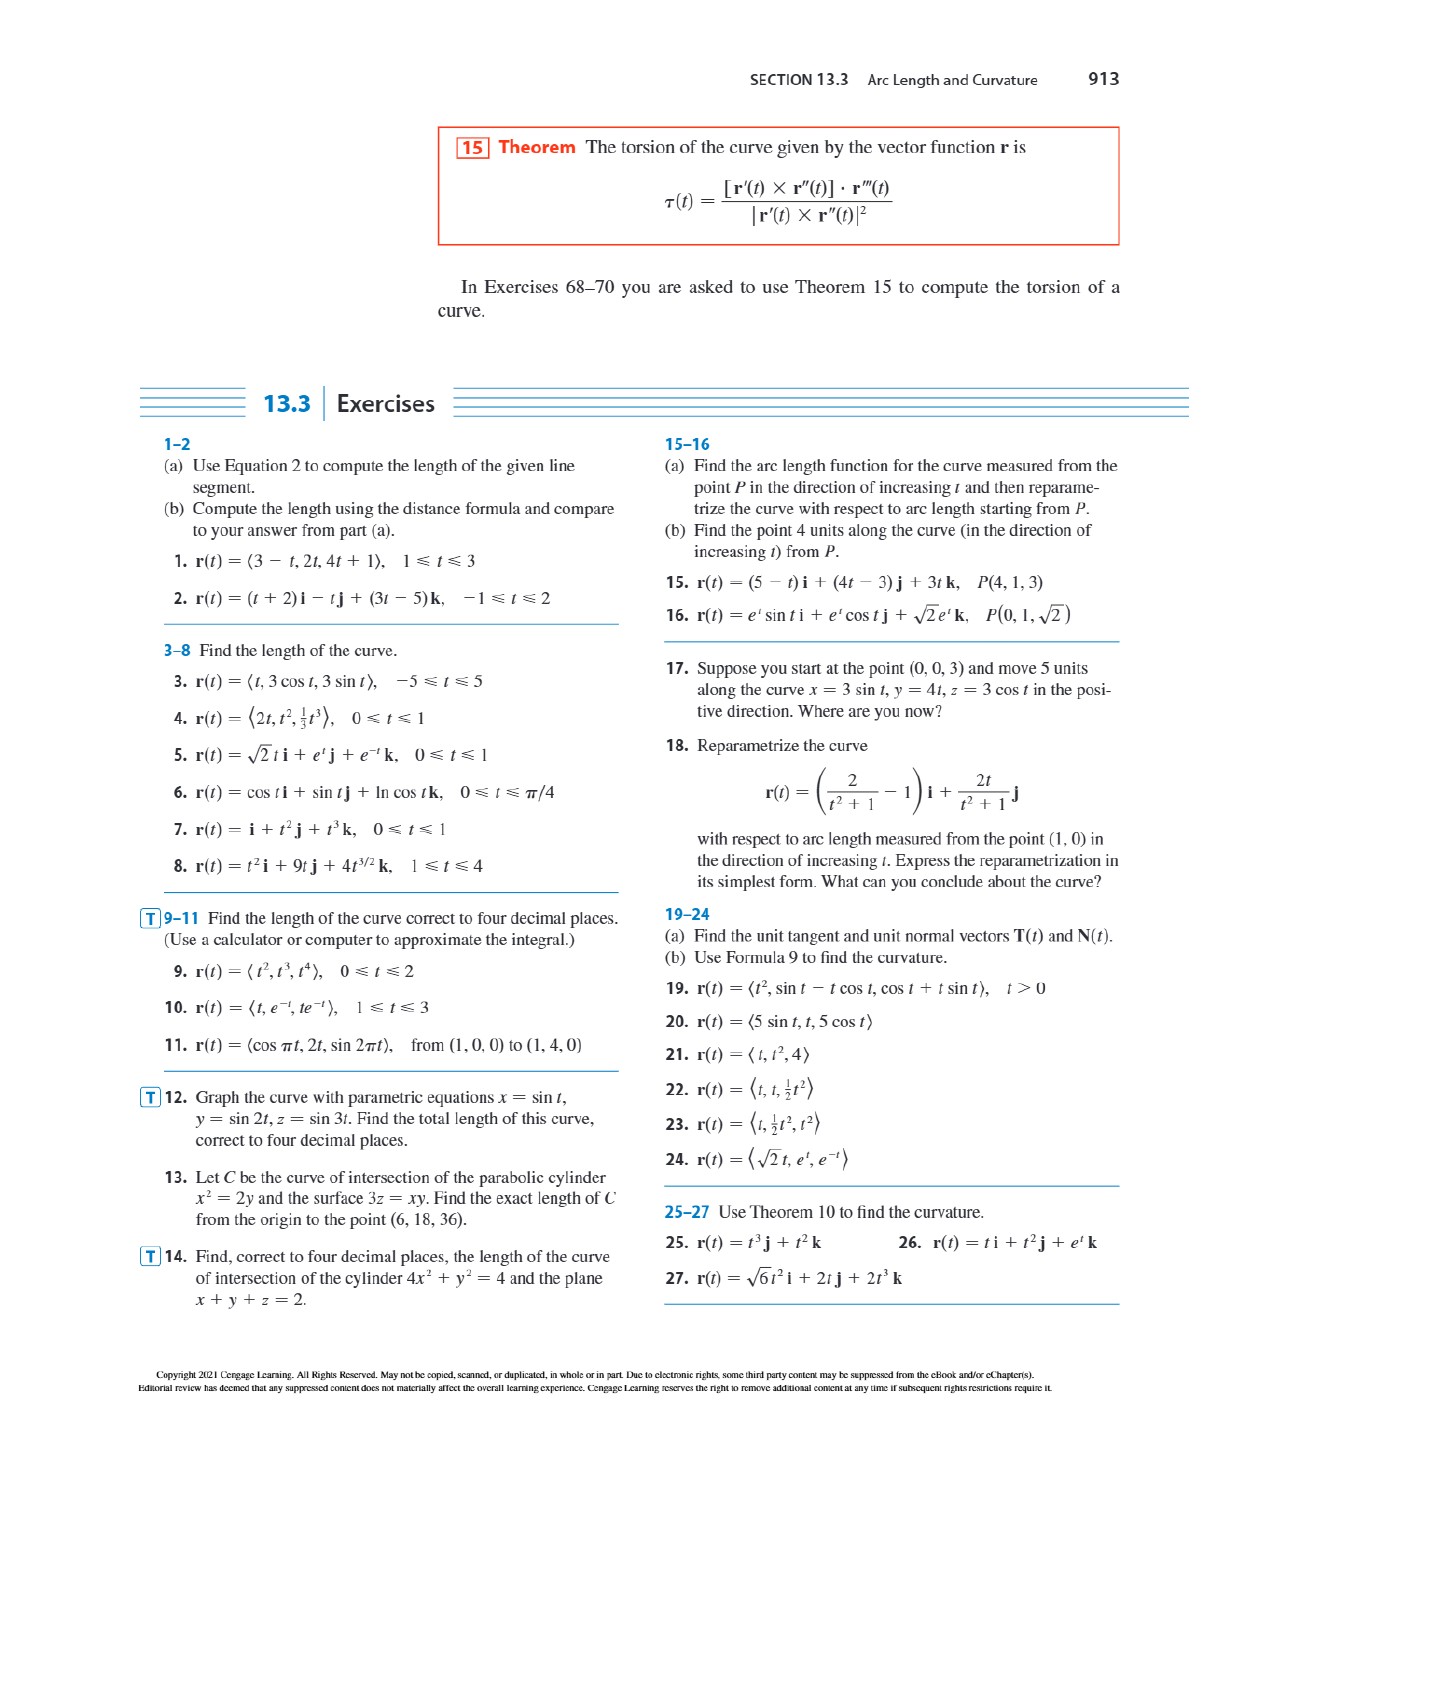 SECTION 13.3 Arc Length and Curvature 913
15 Theorem The torsion of the curve given by the vector function r is
τ(t) = [r′(t) × r″(t)] · r‴(t) / |r′(t) × r″(t)|²
In Exercises 68–70 you are asked to use Theorem 15 to compute the torsion of a
curve.
13.3 Exercises
1–2
(a) Use Equation 2 to compute the length of the given line
segment.
(b) Compute the length using the distance formula and compare
to your answer from part (a).
1. r(t) = ⟨3 − t, 2t, 4t + 1⟩, 1 ≤ t ≤ 3
2. r(t) = (t + 2) i − t j + (3t − 5) k, −1 ≤ t ≤ 2
3–8 Find the length of the curve.
3. r(t) = ⟨t, 3 cos t, 3 sin t⟩, −5 ≤ t ≤ 5
4. r(t) = ⟨2t, t², 1/3 t³⟩, 0 ≤ t ≤ 1
5. r(t) = √2 t i + eᵗ j + e⁻ᵗ k, 0 ≤ t ≤ 1
6. r(t) = cos t i + sin t j + ln cos t k, 0 ≤ t ≤ π/4
7. r(t) = i + t² j + t³ k, 0 ≤ t ≤ 1
8. r(t) = t² i + 9t j + 4t^(3/2) k, 1 ≤ t ≤ 4
T 9–11 Find the length of the curve correct to four decimal places.
(Use a calculator or computer to approximate the integral.)
9. r(t) = ⟨t², t³, t⁴⟩, 0 ≤ t ≤ 2
10. r(t) = ⟨t, e⁻ᵗ, te⁻ᵗ⟩, 1 ≤ t ≤ 3
11. r(t) = ⟨cos πt, 2t, sin 2πt⟩, from (1, 0, 0) to (1, 4, 0)
T 12. Graph the curve with parametric equations x = sin t,
y = sin 2t, z = sin 3t. Find the total length of this curve,
correct to four decimal places.
13. Let C be the curve of intersection of the parabolic cylinder
x² = 2y and the surface 3z = xy. Find the exact length of C
from the origin to the point (6, 18, 36).
T 14. Find, correct to four decimal places, the length of the curve
of intersection of the cylinder 4x² + y² = 4 and the plane
x + y + z = 2.
15–16
(a) Find the arc length function for the curve measured from the
point P in the direction of increasing t and then reparame-
trize the curve with respect to arc length starting from P.
(b) Find the point 4 units along the curve (in the direction of
increasing t) from P.
15. r(t) = (5 − t) i + (4t − 3) j + 3t k, P(4, 1, 3)
16. r(t) = eᵗ sin t i + eᵗ cos t j + √2 eᵗ k, P(0, 1, √2)
17. Suppose you start at the point (0, 0, 3) and move 5 units
along the curve x = 3 sin t, y = 4t, z = 3 cos t in the posi-
tive direction. Where are you now?
18. Reparametrize the curve
r(t) = (2/(t² + 1) − 1) i + 2t/(t² + 1) j
with respect to arc length measured from the point (1, 0) in
the direction of increasing t. Express the reparametrization in
its simplest form. What can you conclude about the curve?
19–24
(a) Find the unit tangent and unit normal vectors T(t) and N(t).
(b) Use Formula 9 to find the curvature.
19. r(t) = ⟨t², sin t − t cos t, cos t + t sin t⟩, t > 0
20. r(t) = ⟨5 sin t, t, 5 cos t⟩
21. r(t) = ⟨t, t², 4⟩
22. r(t) = ⟨t, t, 1/2 t²⟩
23. r(t) = ⟨t, 1/2 t², t²⟩
24. r(t) = ⟨√2 t, eᵗ, e⁻ᵗ⟩
25–27 Use Theorem 10 to find the curvature.
25. r(t) = t³ j + t² k 26. r(t) = t i + t² j + eᵗ k
27. r(t) = √6 t² i + 2t j + 2t³ k
Copyright 2021 Cengage Learning. All Rights Reserved. May not be copied, scanned, or duplicated, in whole or in part. Due to electronic rights, some third party content may be suppressed from the eBook and/or eChapter(s).
Editorial review has deemed that any suppressed content does not materially affect the overall learning experience. Cengage Learning reserves the right to remove additional content at any time if subsequent rights restrictions require it.